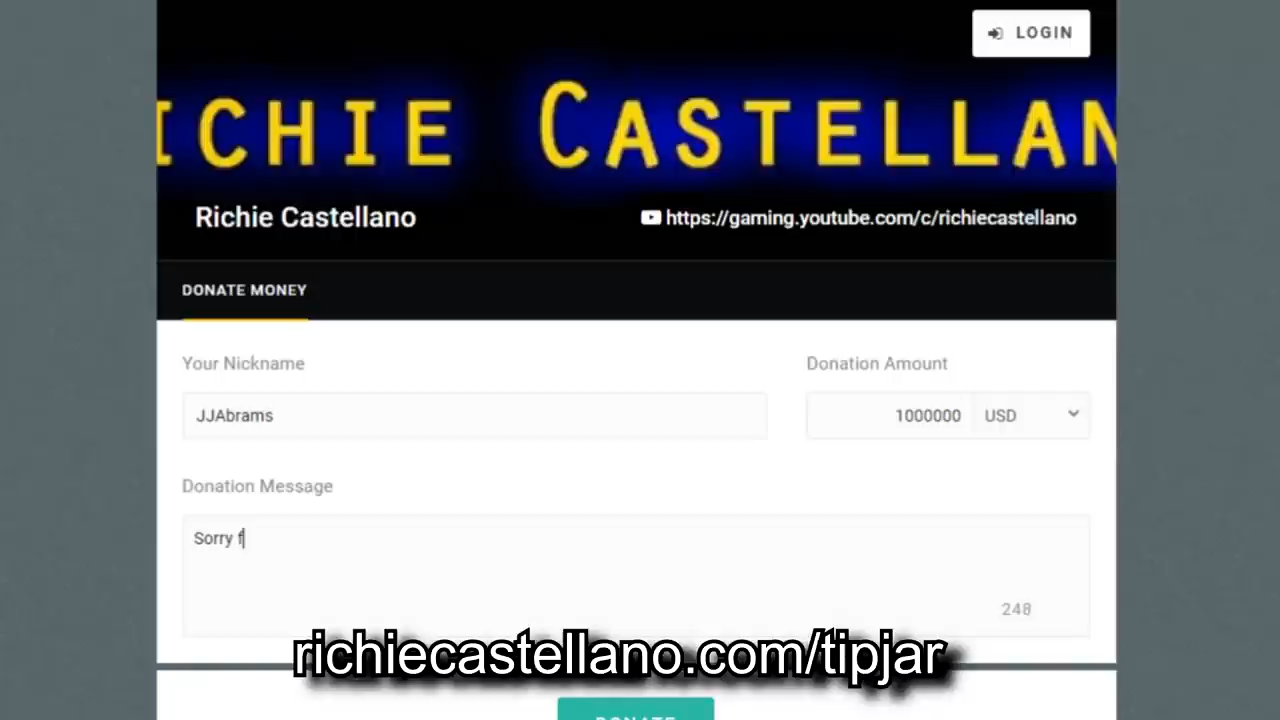 LOGIN
ICHIE CASTELLAN
Richie Castellano
https://gaming.youtube.com/c/richiecastellano
DONATE MONEY
Your Nickname
Donation Amount
JJAbrams
1000000 USD
Donation Message
Sorry f
248
richiecastellano.com/tipjar
DONATE